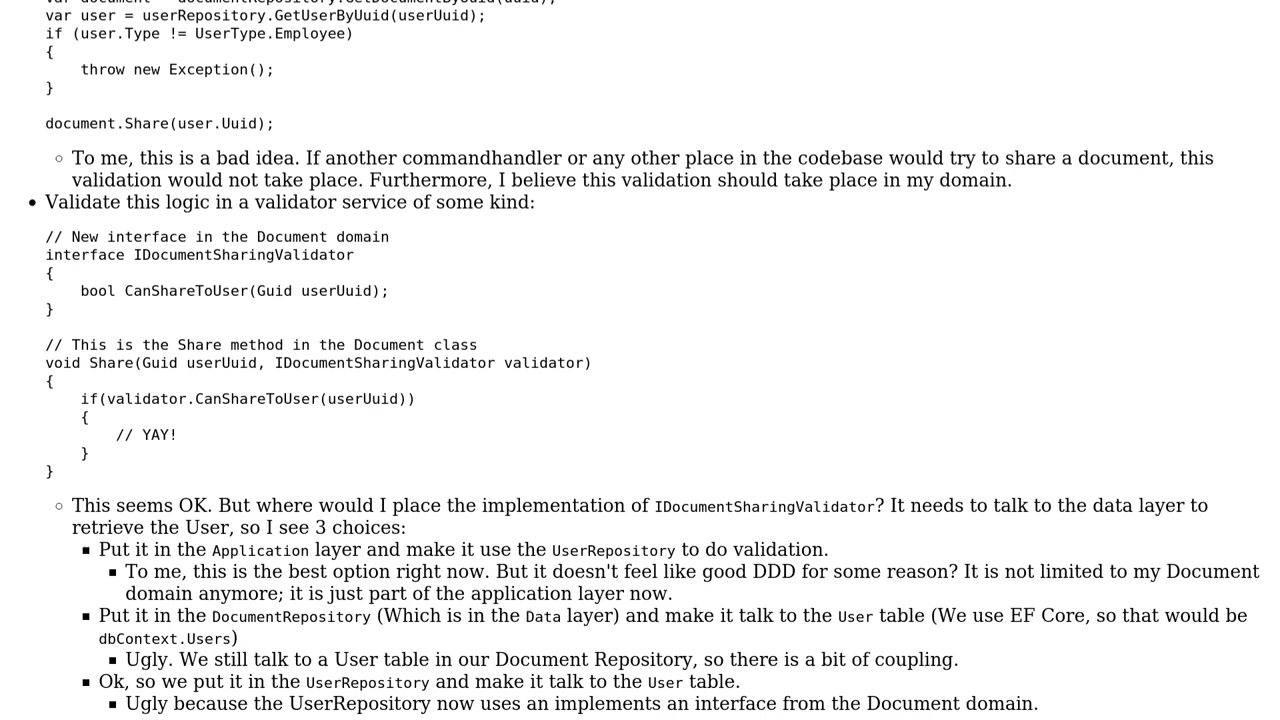 var user = userRepository.GetUserByUuid(userUuid);
if (user.Type != UserType.Employee)
{
    throw new Exception();
}
document.Share(user.Uuid);
To me, this is a bad idea. If another commandhandler or any other place in the codebase would try to share a document, this
validation would not take place. Furthermore, I believe this validation should take place in my domain.
Validate this logic in a validator service of some kind:
// New interface in the Document domain
interface IDocumentSharingValidator
{
    bool CanShareToUser(Guid userUuid);
}
// This is the Share method in the Document class
void Share(Guid userUuid, IDocumentSharingValidator validator)
{
    if(validator.CanShareToUser(userUuid))
    {
        // YAY!
    }
}
This seems OK. But where would I place the implementation of IDocumentSharingValidator? It needs to talk to the data layer to
retrieve the User, so I see 3 choices:
Put it in the Application layer and make it use the UserRepository to do validation.
To me, this is the best option right now. But it doesn't feel like good DDD for some reason? It is not limited to my Document
domain anymore; it is just part of the application layer now.
Put it in the DocumentRepository (Which is in the Data layer) and make it talk to the User table (We use EF Core, so that would be
dbContext.Users)
Ugly. We still talk to a User table in our Document Repository, so there is a bit of coupling.
Ok, so we put it in the UserRepository and make it talk to the User table.
Ugly because the UserRepository now uses an implements an interface from the Document domain.